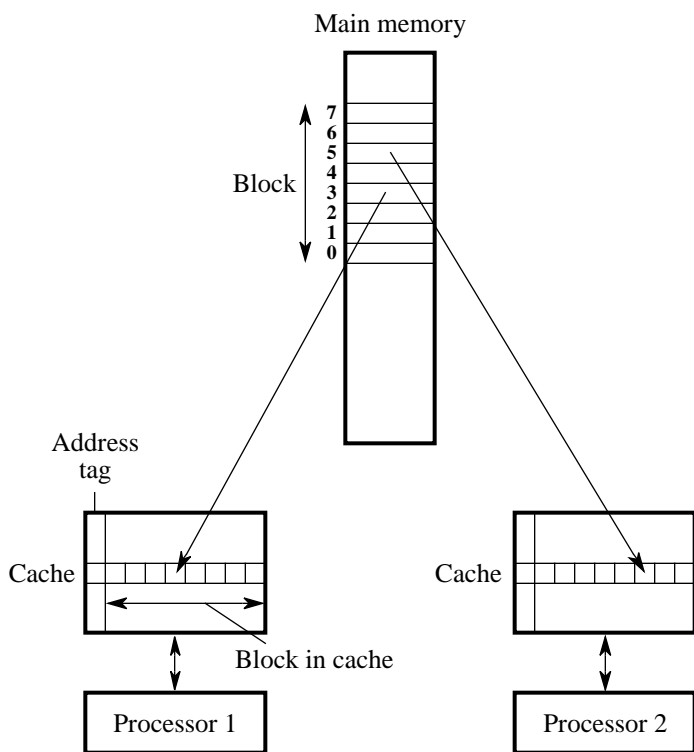 Main memory
7
6
5
4
3
2
1
0
Block
Address
tag
Cache
Cache
Block in cache
Processor 1
Processor 2